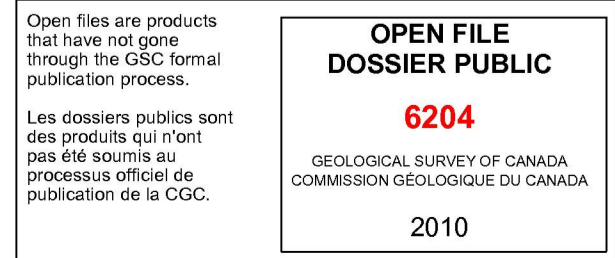 Open files are products
that have not gone
through the GSC formal
publication process.
Les dossiers publics sont
des produits qui n'ont
pas été soumis au
processus officiel de
publication de la CGC.
OPEN FILE
DOSSIER PUBLIC
6204
GEOLOGICAL SURVEY OF CANADA
COMMISSION GÉOLOGIQUE DU CANADA
2010